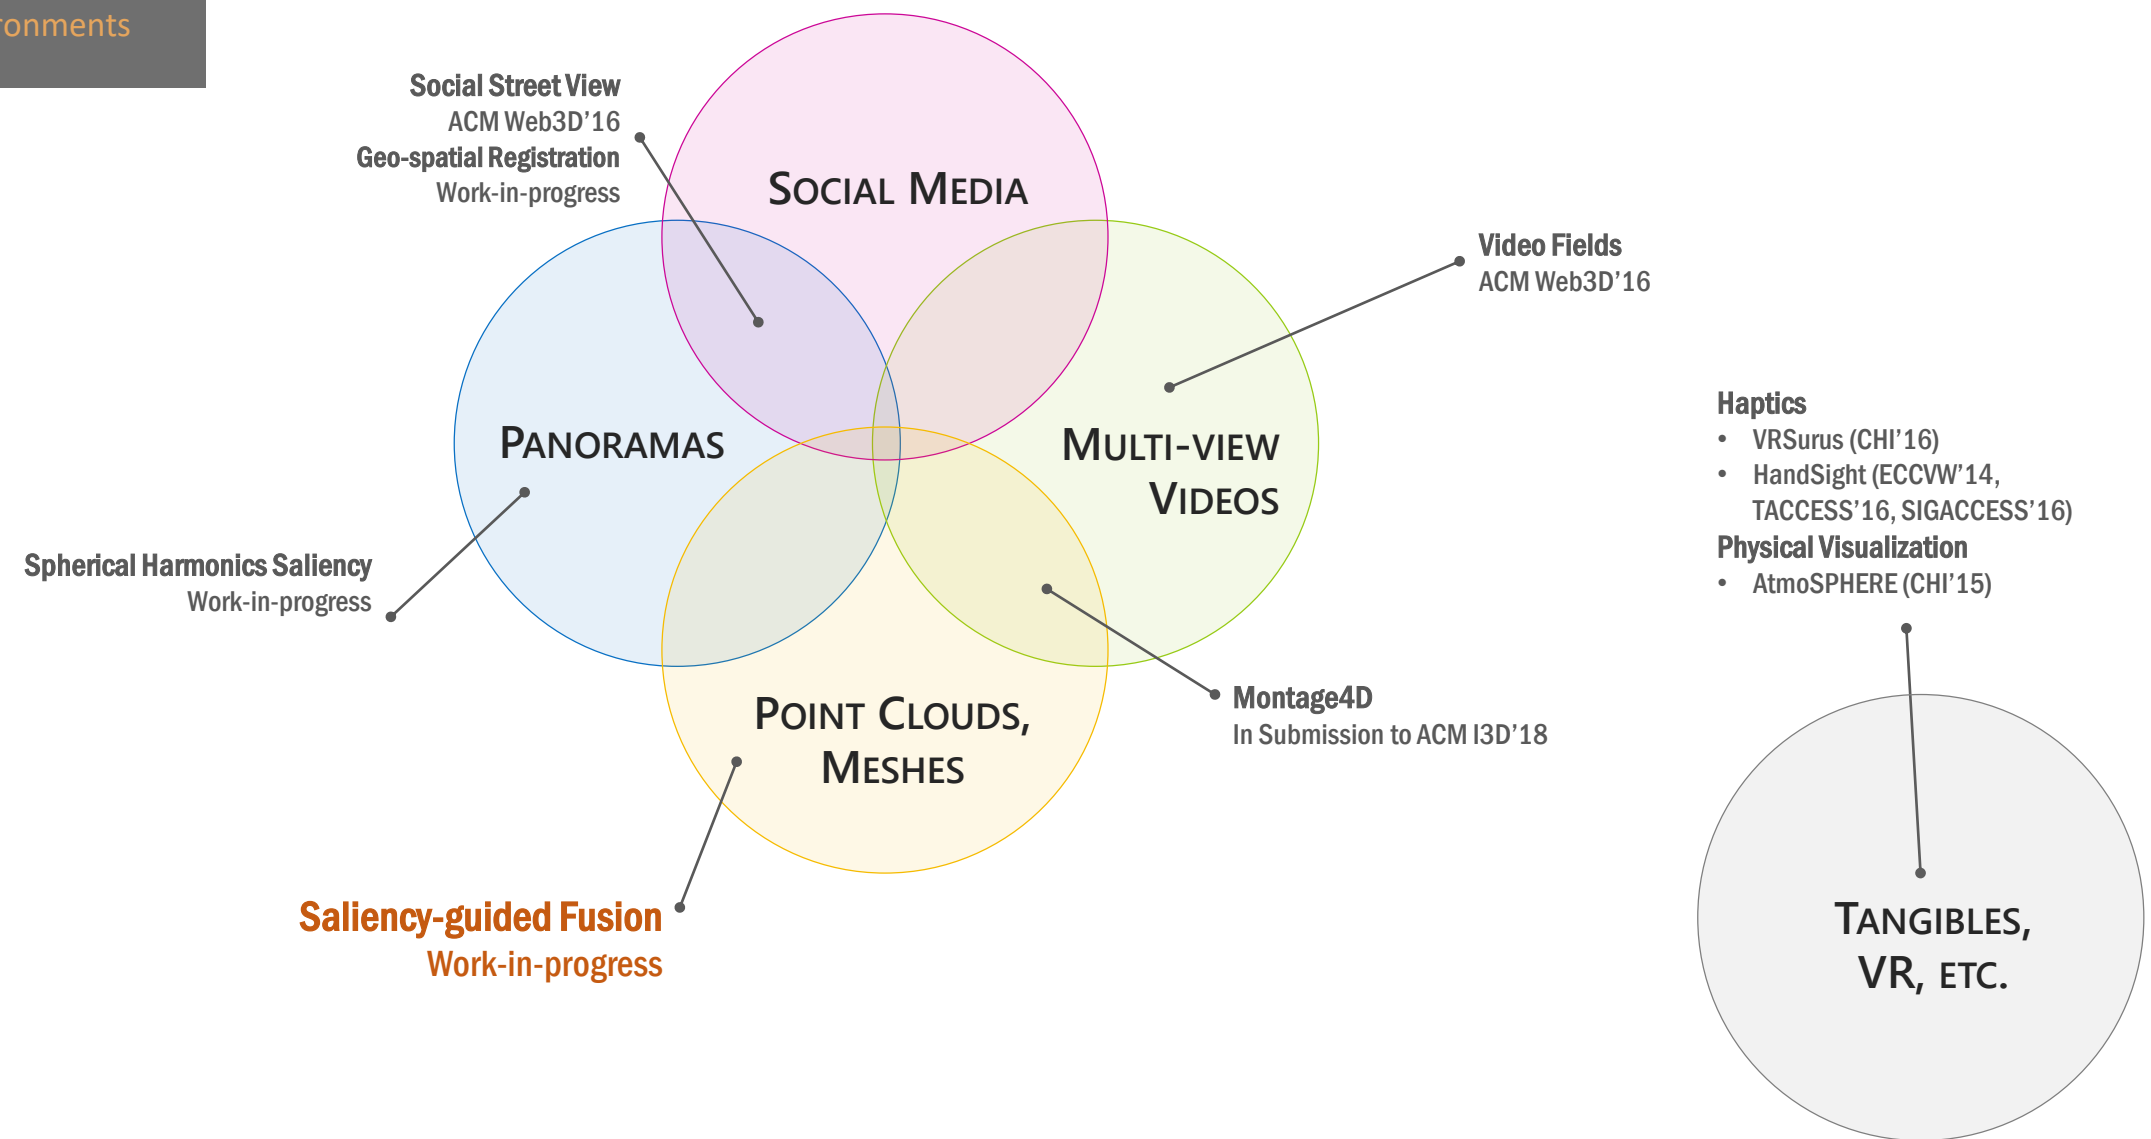 Social Street View
ACM Web3D'16
Geo-spatial Registration
Work-in-progress
SOCIAL MEDIA
Video Fields
ACM Web3D'16
PANORAMAS
MULTI-VIEW
VIDEOS
Haptics
• VRSurus (CHI'16)
• HandSight (ECCVW'14,
TACCESS'16, SIGACCESS'16)
Physical Visualization
• AtmoSPHERE (CHI'15)
Spherical Harmonics Saliency
Work-in-progress
POINT CLOUDS,
MESHES
Montage4D
In Submission to ACM I3D'18
Saliency-guided Fusion
Work-in-progress
TANGIBLES,
VR, ETC.